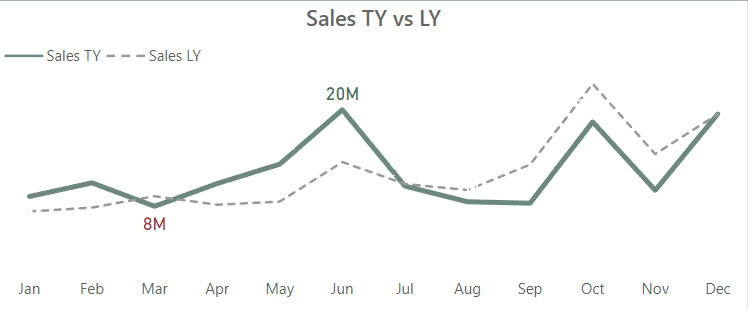 Sales TY vs LY
Sales TY Sales LY
20M
8M
Jan Feb Mar Apr May Jun Jul Aug Sep Oct Nov Dec